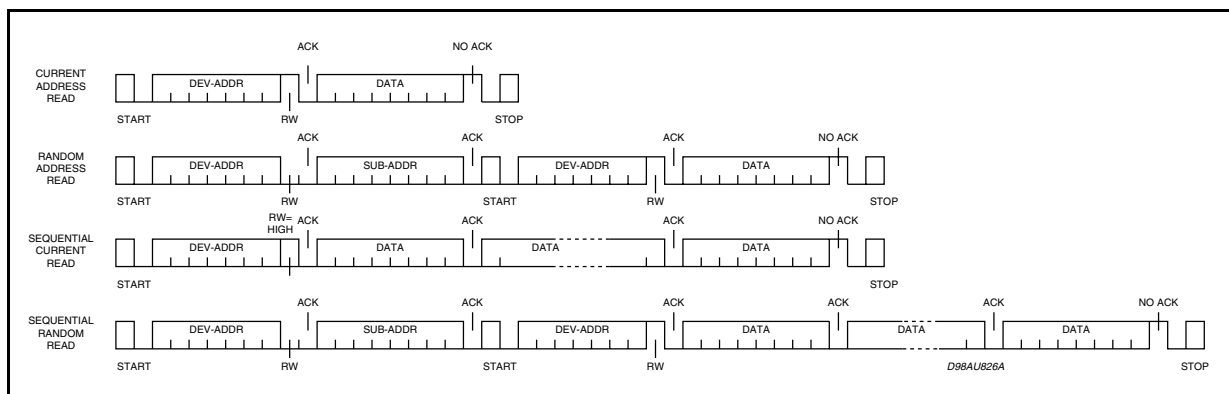 ACK NO ACK
CURRENT
ADDRESS
READ
DEV-ADDR DATA
START RW STOP
ACK ACK ACK NO ACK
RANDOM
ADDRESS
READ
DEV-ADDR SUB-ADDR DEV-ADDR DATA
START RW START RW STOP
RW=
HIGH
ACK ACK ACK NO ACK
SEQUENTIAL
CURRENT
READ
DEV-ADDR DATA DATA DATA
START STOP
ACK ACK ACK ACK ACK NO ACK
SEQUENTIAL
RANDOM
READ
DEV-ADDR SUB-ADDR DEV-ADDR DATA DATA DATA
START RW START RW D98AU826A STOP